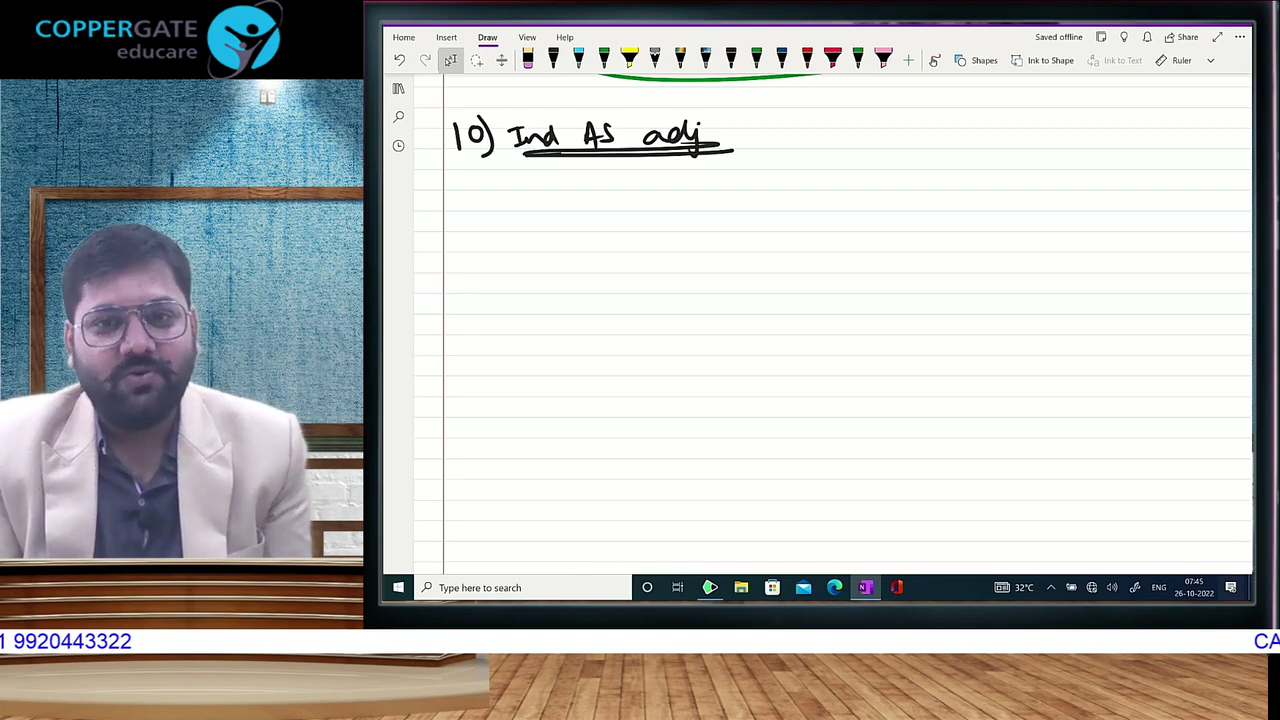 COPPERGATE
educare
Home Insert Draw View Help
Saved offline
Share
Shapes
Ink to Shape
Ink to Text
Ruler
10) Ind AS adj
Type here to search
32°C
ENG
07:45
26-10-2022
1 9920443322
CA